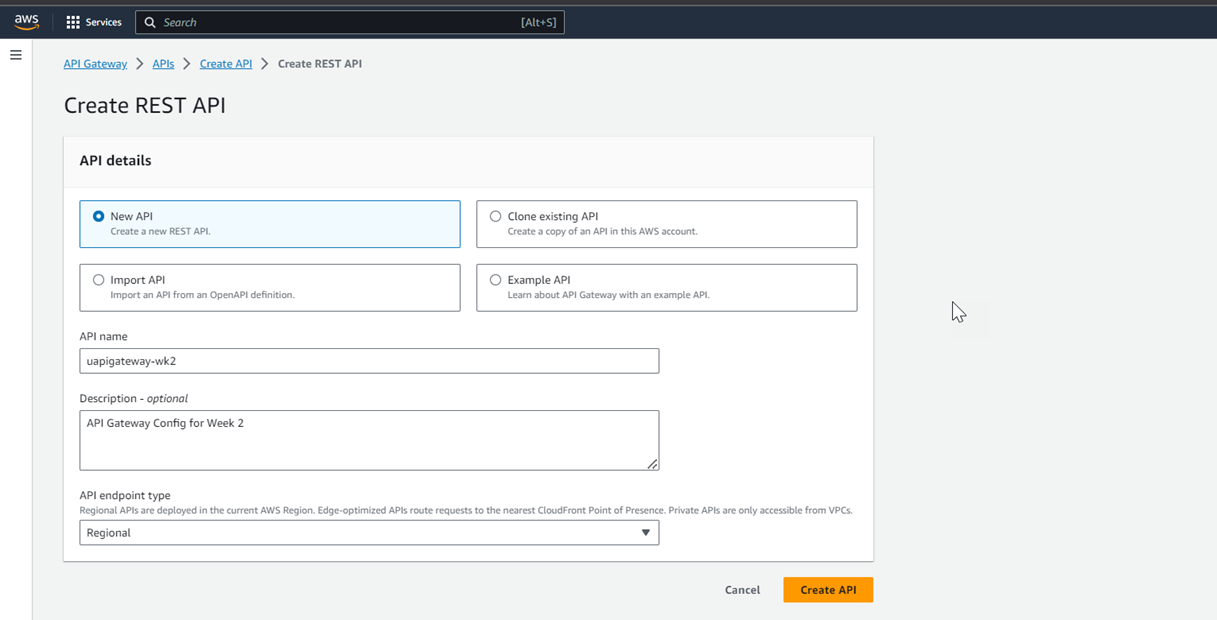 aws Services Search [Alt+S]
API Gateway > APIs > Create API > Create REST API
Create REST API
API details
New API
Create a new REST API.
Clone existing API
Create a copy of an API in this AWS account.
Import API
Import an API from an OpenAPI definition.
Example API
Learn about API Gateway with an example API.
API name
uapigateway-wk2
Description - optional
API Gateway Config for Week 2
API endpoint type
Regional APIs are deployed in the current AWS Region. Edge-optimized APIs route requests to the nearest CloudFront Point of Presence. Private APIs are only accessible from VPCs.
Regional
Cancel Create API